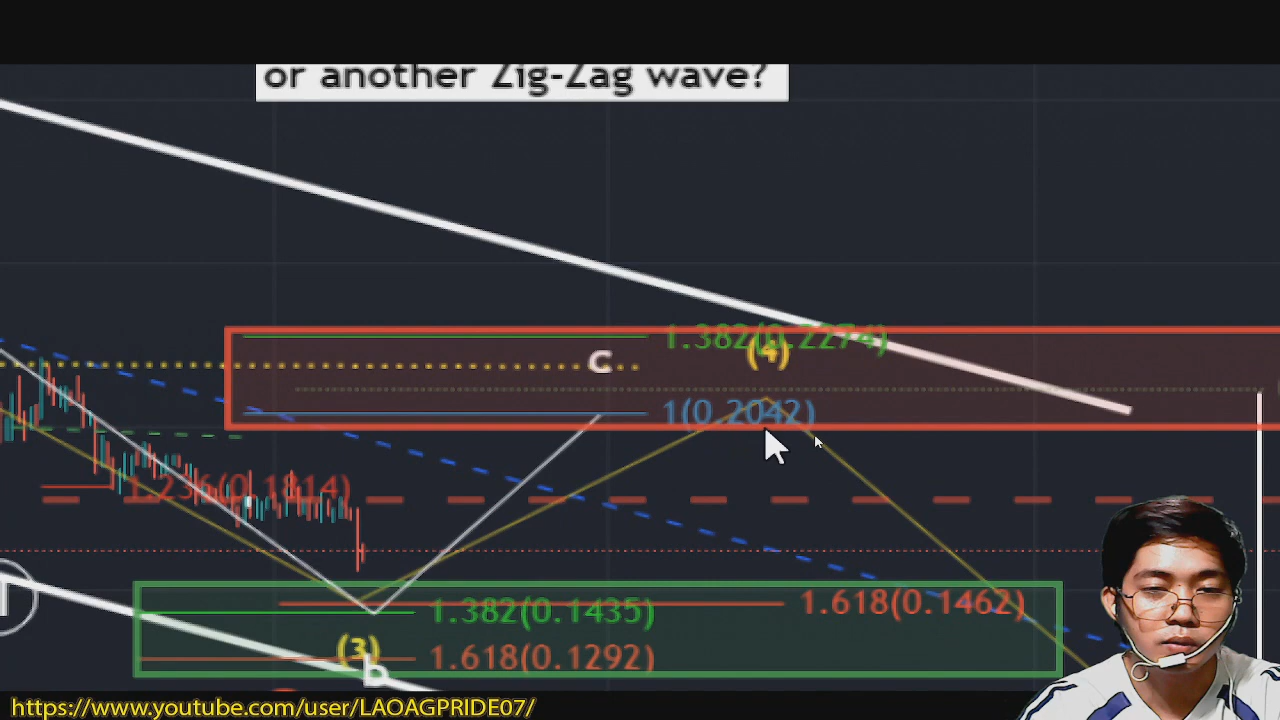 or another Zig-Zag wave?
1.382(0.2274)
c
(4)
1(0.2042)
1.236(0.1814)
1.618(0.1462)
1.382(0.1435)
(3)
1.618(0.1292)
b
https://www.youtube.com/user/LAOAGPRIDE07/